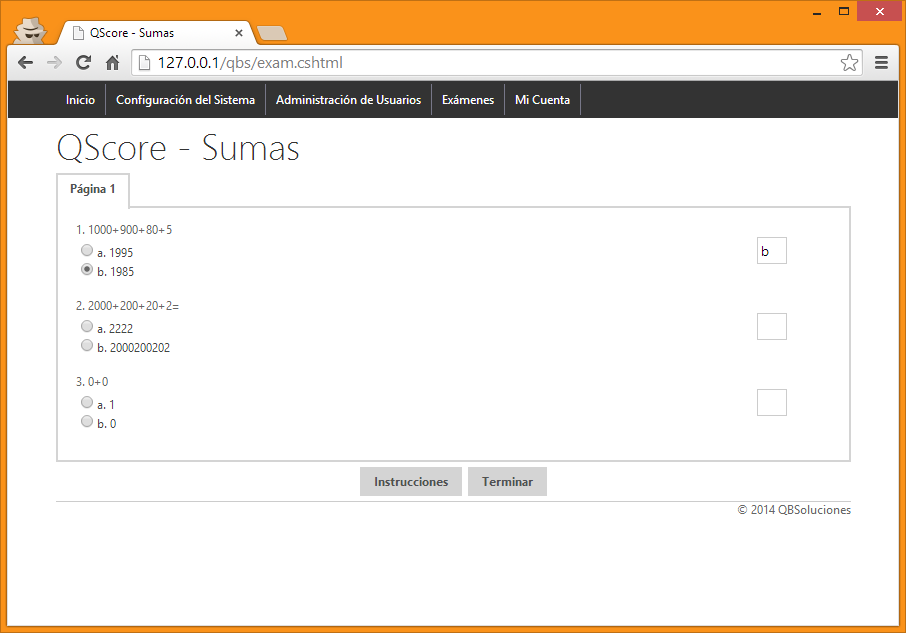 QScore - Sumas
127.0.0.1/qbs/exam.cshtml
Inicio Configuración del Sistema Administración de Usuarios Exámenes Mi Cuenta
QScore - Sumas
Página 1
1. 1000+900+80+5
a. 1995
b. 1985
b
2. 2000+200+20+2=
a. 2222
b. 2000200202
3. 0+0
a. 1
b. 0
Instrucciones Terminar
© 2014 QBSoluciones